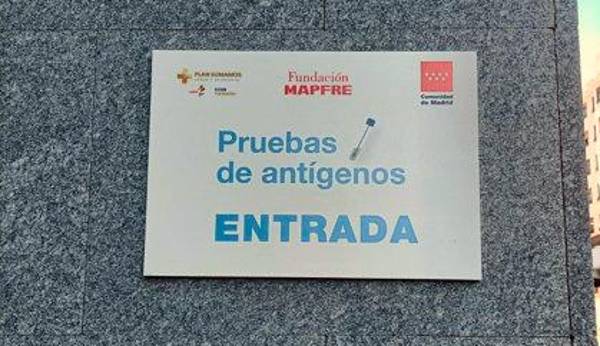 PLAN SUMAMOS
Fundación
MAPFRE
Comunidad
de Madrid
Pruebas
de antígenos
ENTRADA